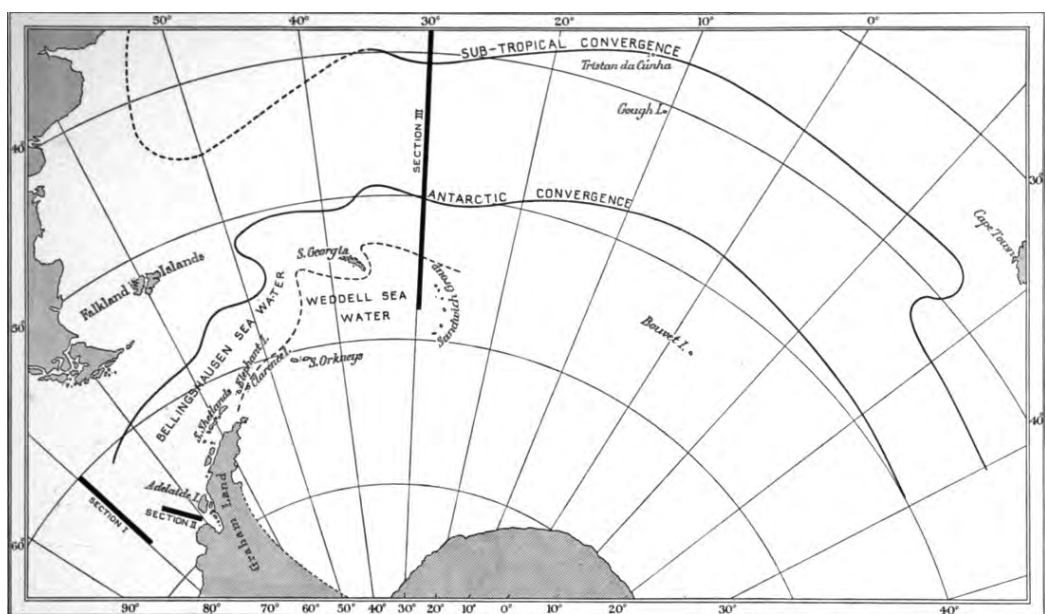 50° 40° 30° 20° 10° 0°
SUB-TROPICAL CONVERGENCE
Tristan da Cunha
Gough I.
SECTION III
40°
30°
ANTARCTIC CONVERGENCE
Cape Town
S. Georgia
Falkland Islands
WEDDELL SEA
WATER
Sandwich Group
BELLINGSHAUSEN SEA WATER
Bouvet I.
50°
Elephant I.
Clarence I.
S. Orkneys
S. Shetlands
40°
Adelaide I.
SECTION I
SECTION II
Graham Land
60°
90° 80° 70° 60° 50° 40° 30° 20° 10° 0° 10° 20° 30° 40°